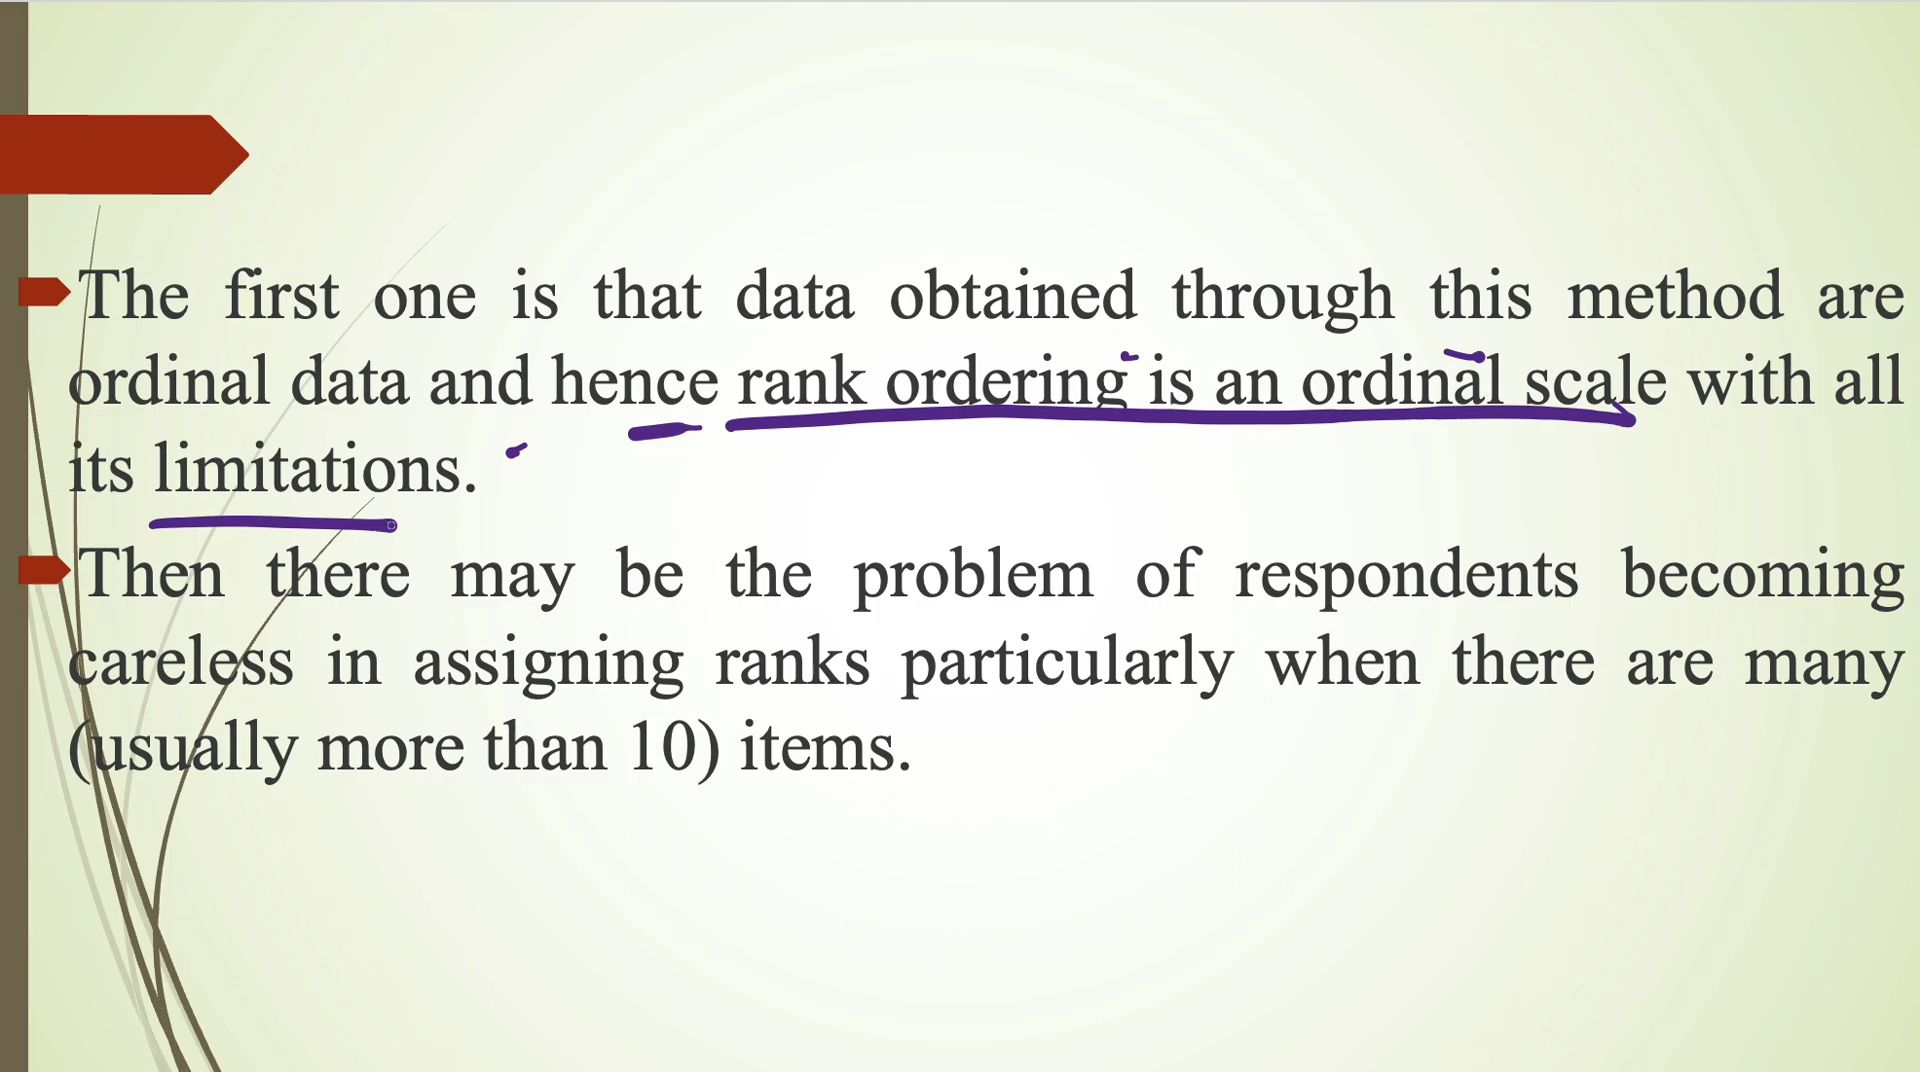 The first one is that data obtained through this method are
ordinal data and hence rank ordering is an ordinal scale with all
its limitations.
Then there may be the problem of respondents becoming
careless in assigning ranks particularly when there are many
(usually more than 10) items.